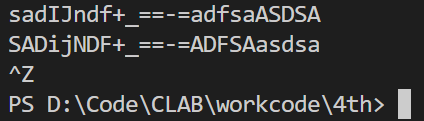 sadIJndf+_==-=adfsaASDSA
SADijNDF+_==-=ADFSAasdsa
^Z
PS D:\Code\CLAB\workcode\4th>